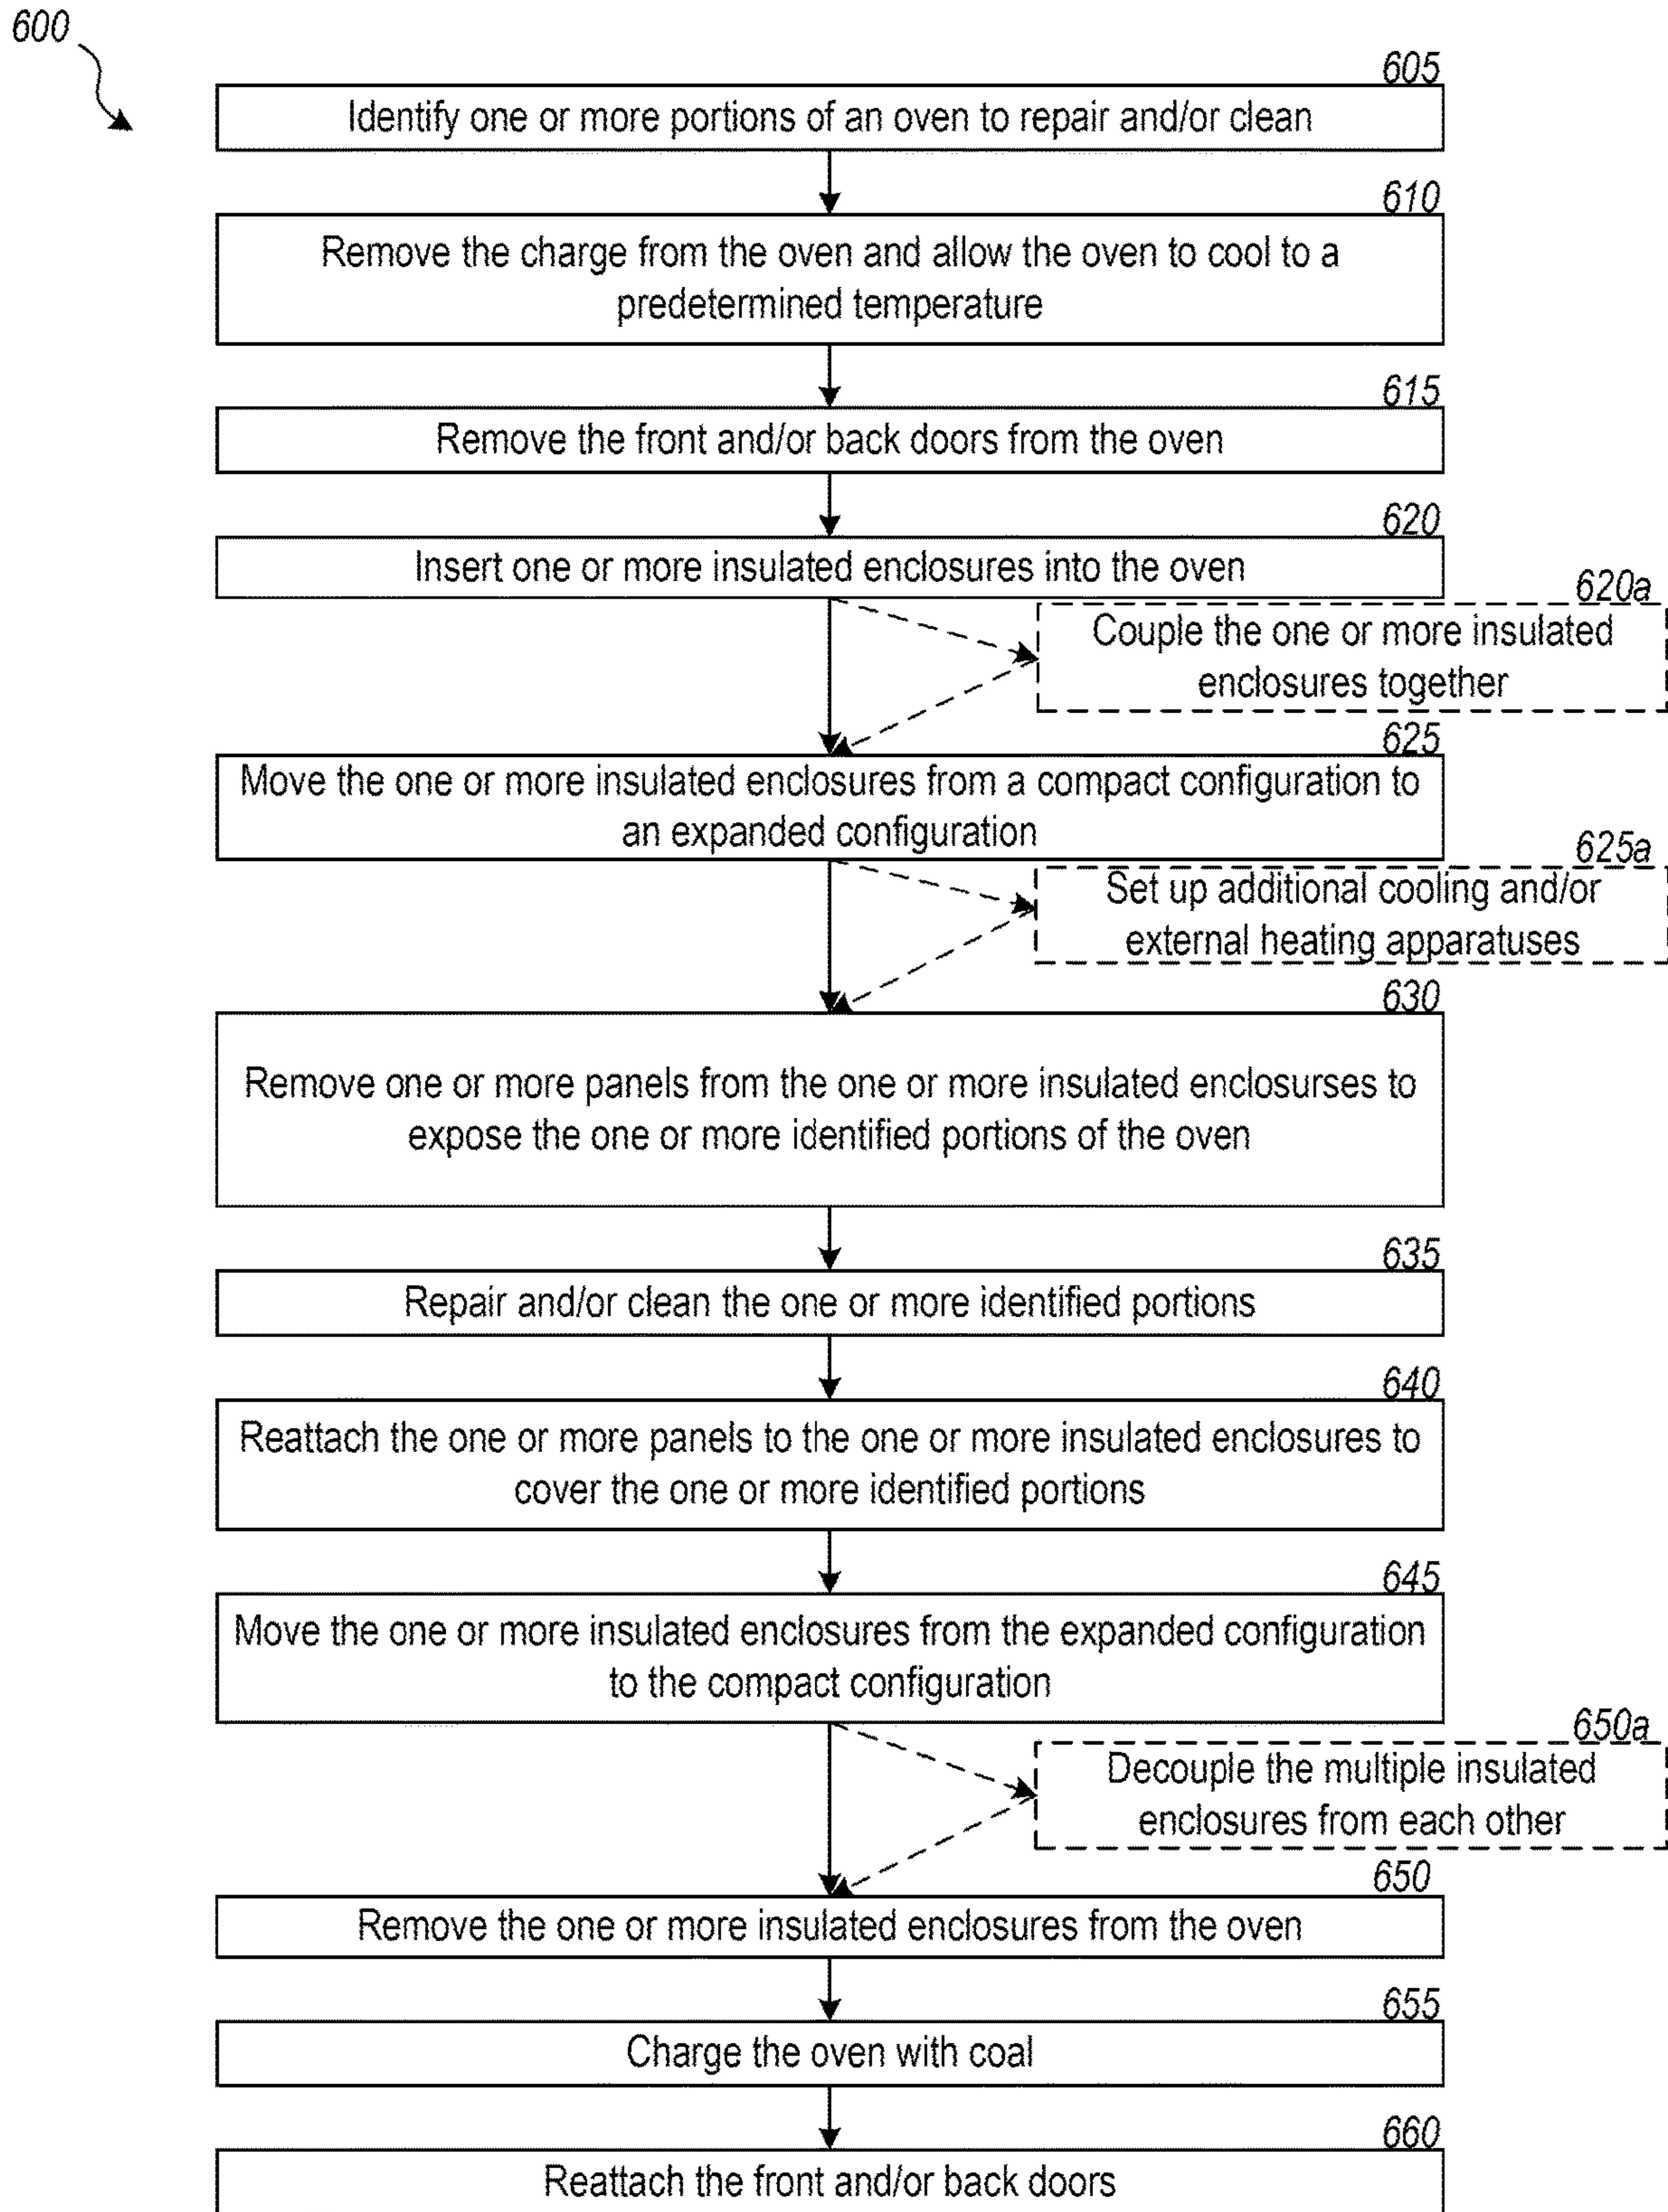 600
605
Identify one or more portions of an oven to repair and/or clean
610
Remove the charge from the oven and allow the oven to cool to a
predetermined temperature
615
Remove the front and/or back doors from the oven
620
Insert one or more insulated enclosures into the oven
620a
Couple the one or more insulated
enclosures together
625
Move the one or more insulated enclosures from a compact configuration to
an expanded configuration
625a
Set up additional cooling and/or
external heating apparatuses
630
Remove one or more panels from the one or more insulated enclosurses to
expose the one or more identified portions of the oven
635
Repair and/or clean the one or more identified portions
640
Reattach the one or more panels to the one or more insulated enclosures to
cover the one or more identified portions
645
Move the one or more insulated enclosures from the expanded configuration
to the compact configuration
650a
Decouple the multiple insulated
enclosures from each other
650
Remove the one or more insulated enclosures from the oven
655
Charge the oven with coal
660
Reattach the front and/or back doors